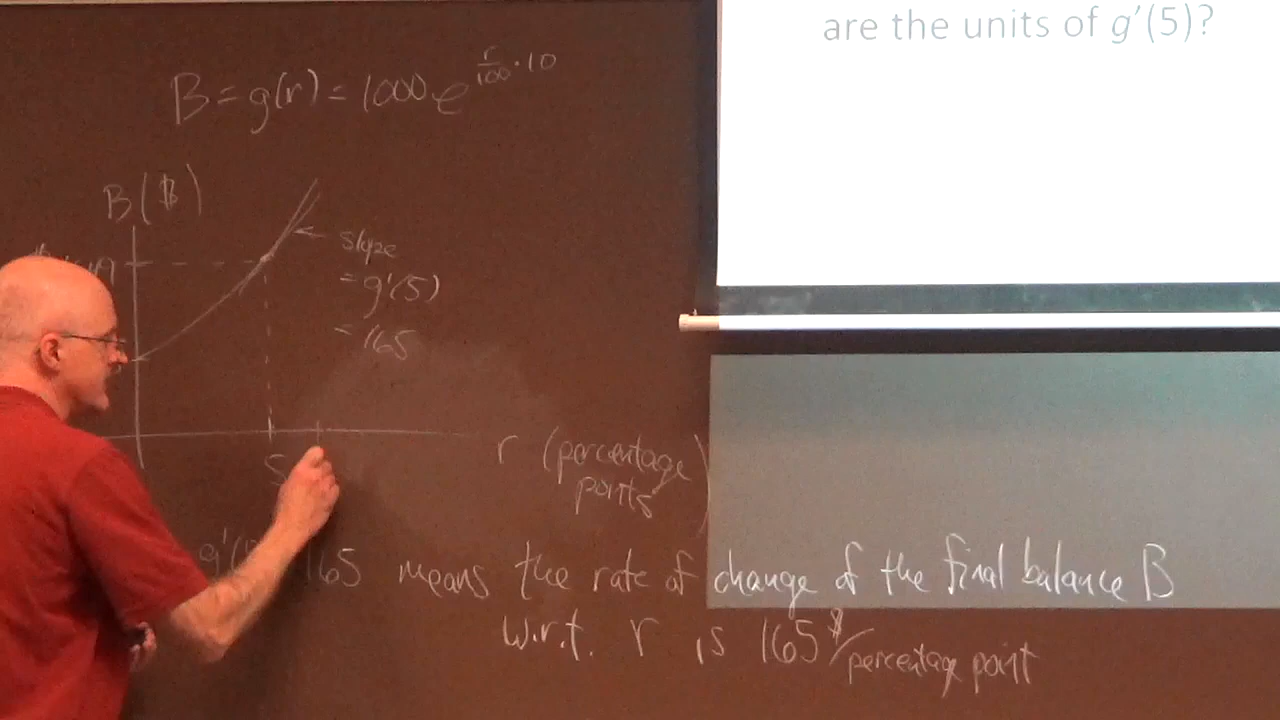 are the units of g′(5)?
B = g(r) = 1000 e^{r/100 · 10}
B($)
slope
= g'(5)
= 165
5
r (percentage
points)
165 means the rate of change of the final balance B
w.r.t. r is 165 $/percentage point